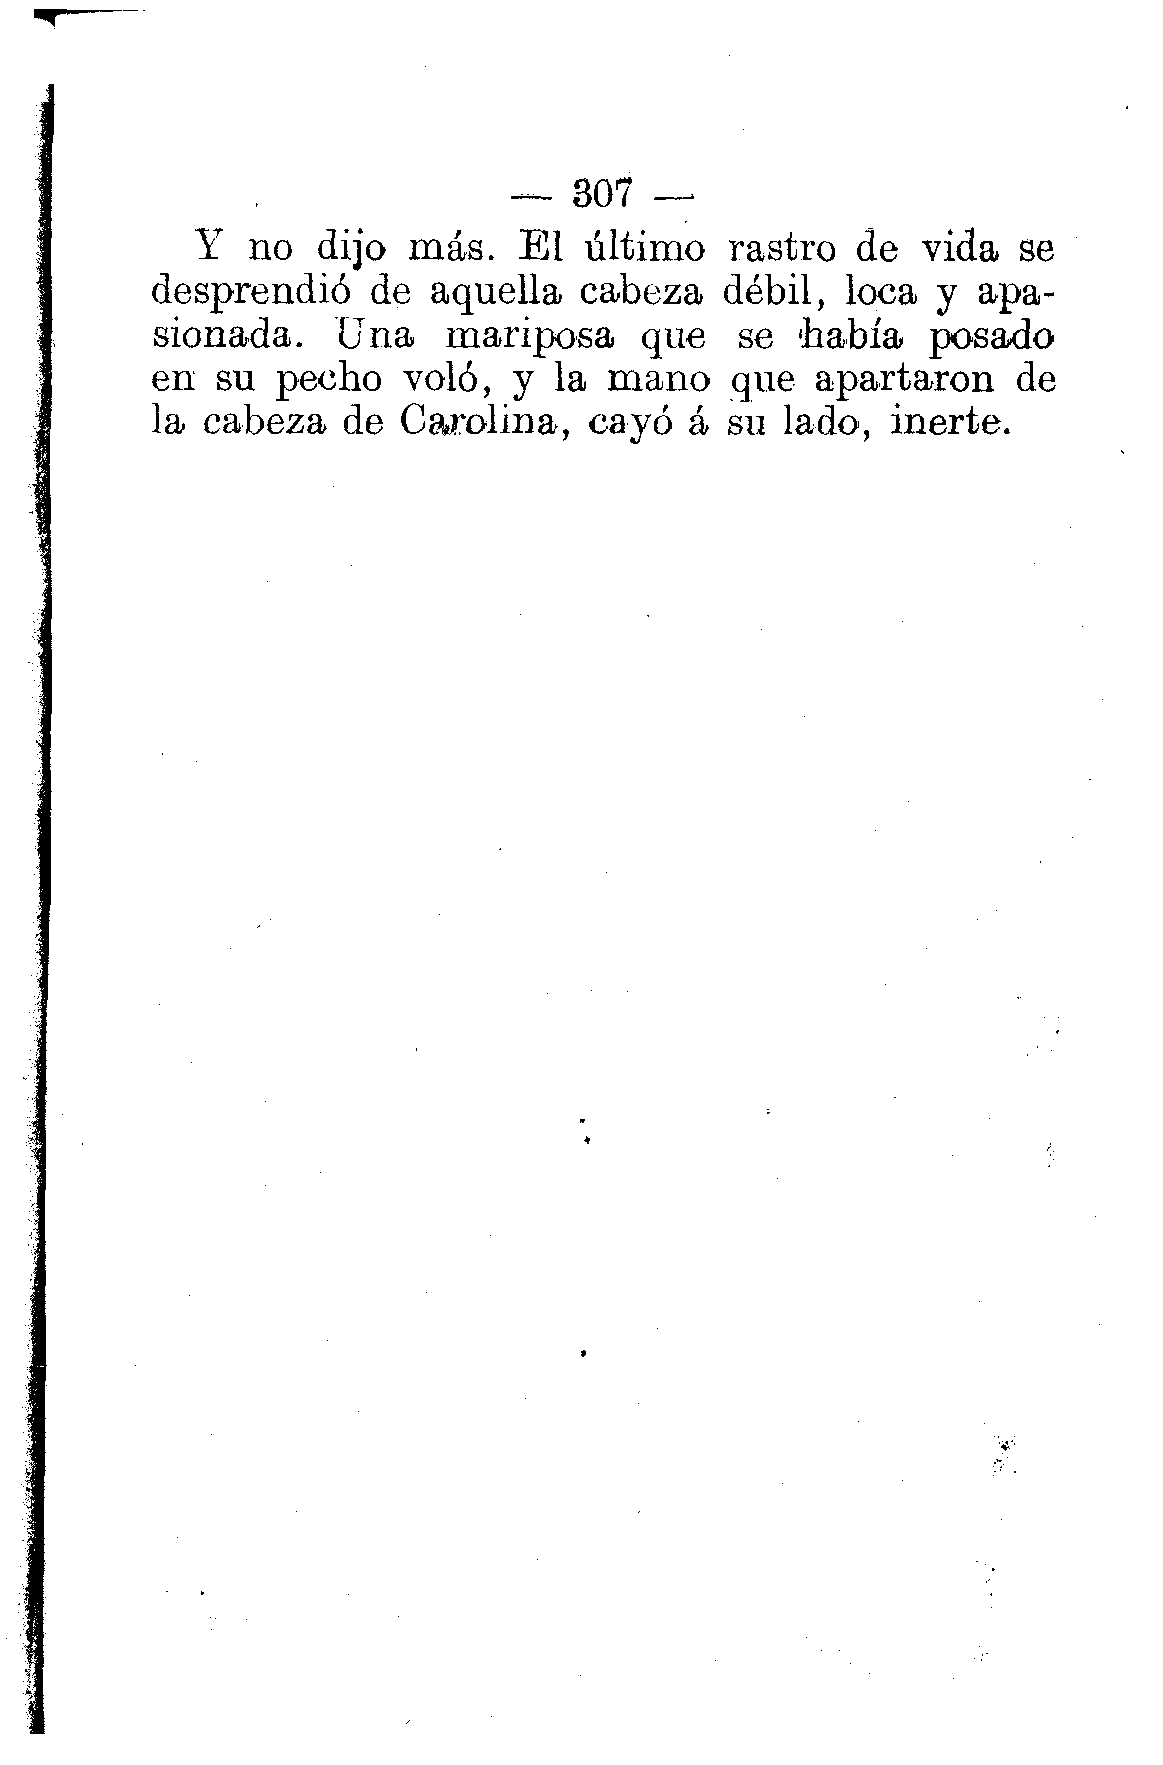 — 307 —
Y no dijo más. El último rastro de vida se
desprendió de aquella cabeza débil, loca y apa-
sionada. Una mariposa que se había posado
en su pecho voló, y la mano que apartaron de
la cabeza de Carolina, cayó á su lado, inerte.